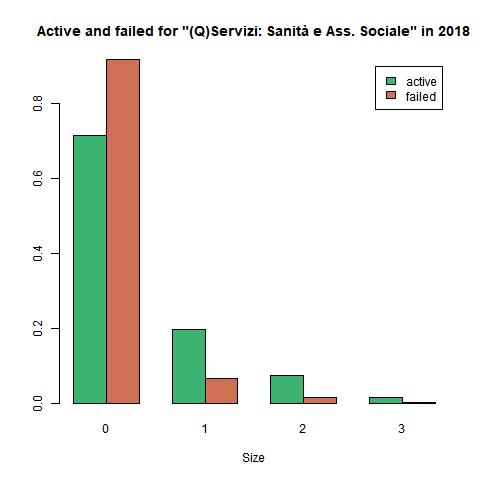 Active and failed for "(Q)Servizi: Sanità e Ass. Sociale" in 2018
active
failed
0.8
0.6
0.4
0.2
0.0
0 1 2 3
Size